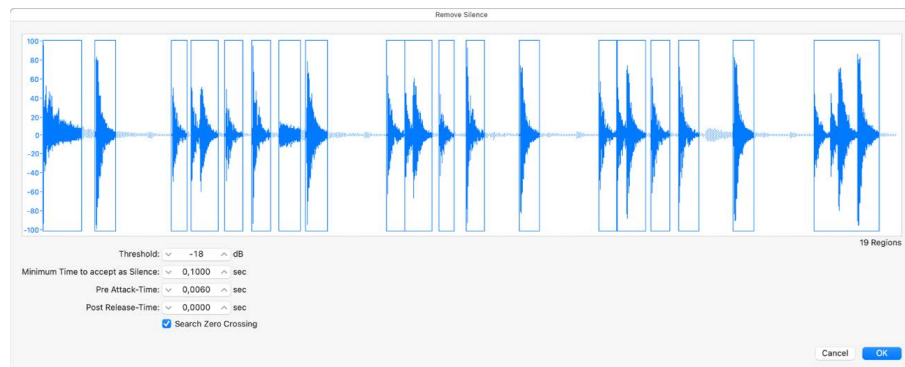 Remove Silence
100
80
60
40
20
0
-20
-40
-60
-80
-100
19 Regions
Threshold: -18 dB
Minimum Time to accept as Silence: 0,1000 sec
Pre Attack-Time: 0,0060 sec
Post Release-Time: 0,0000 sec
Search Zero Crossing
Cancel OK